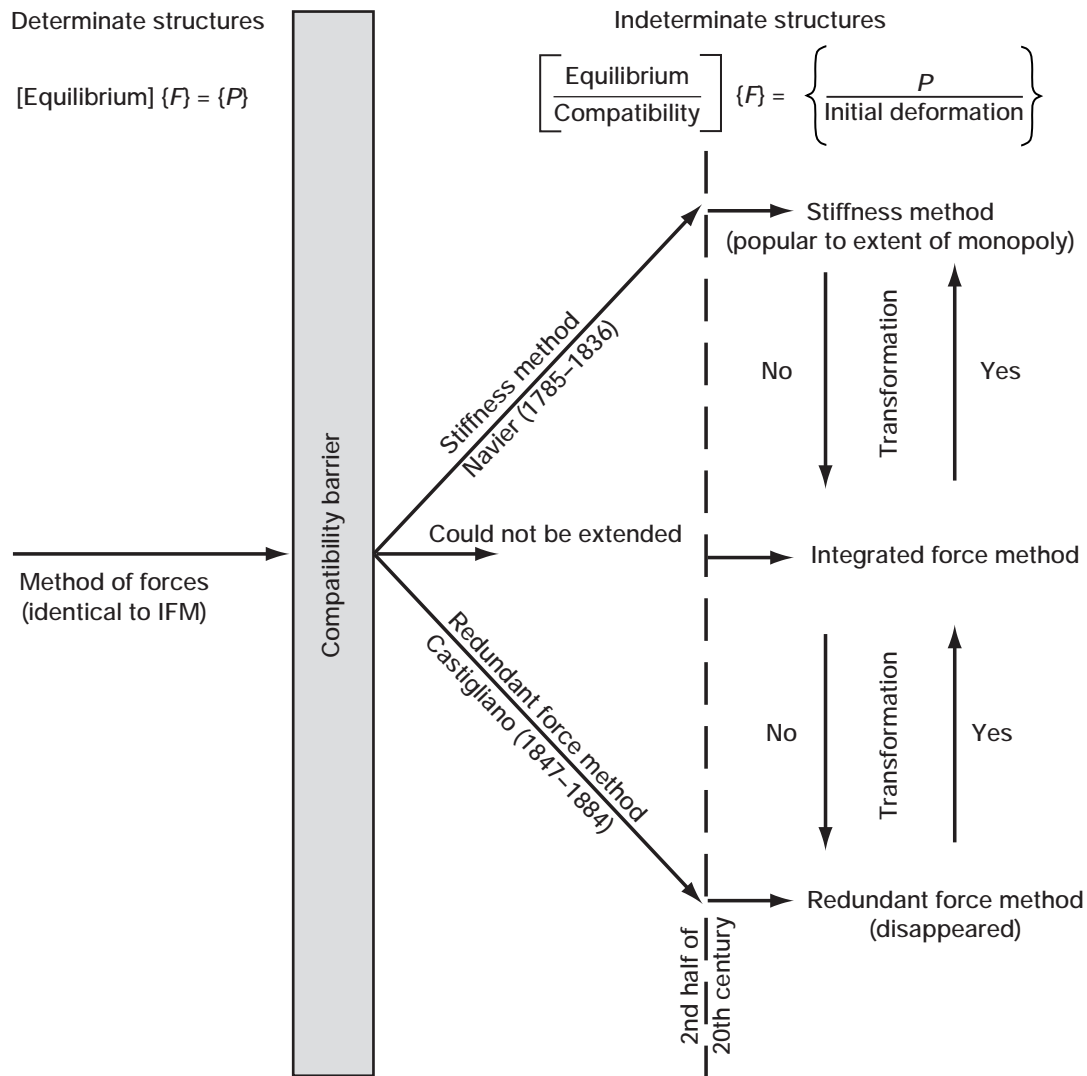 Determinate structures
[Equilibrium] {F} = {P}
Compatibility barrier
Method of forces
(identical to IFM)
Indeterminate structures
[Equilibrium
Compatibility] {F} = {P
Initial deformation}
Stiffness method
Navier (1785–1836)
Could not be extended
Redundant force method
Castigliano (1847–1884)
2nd half of
20th century
Stiffness method
(popular to extent of monopoly)
No
Transformation
Yes
Integrated force method
No
Transformation
Yes
Redundant force method
(disappeared)